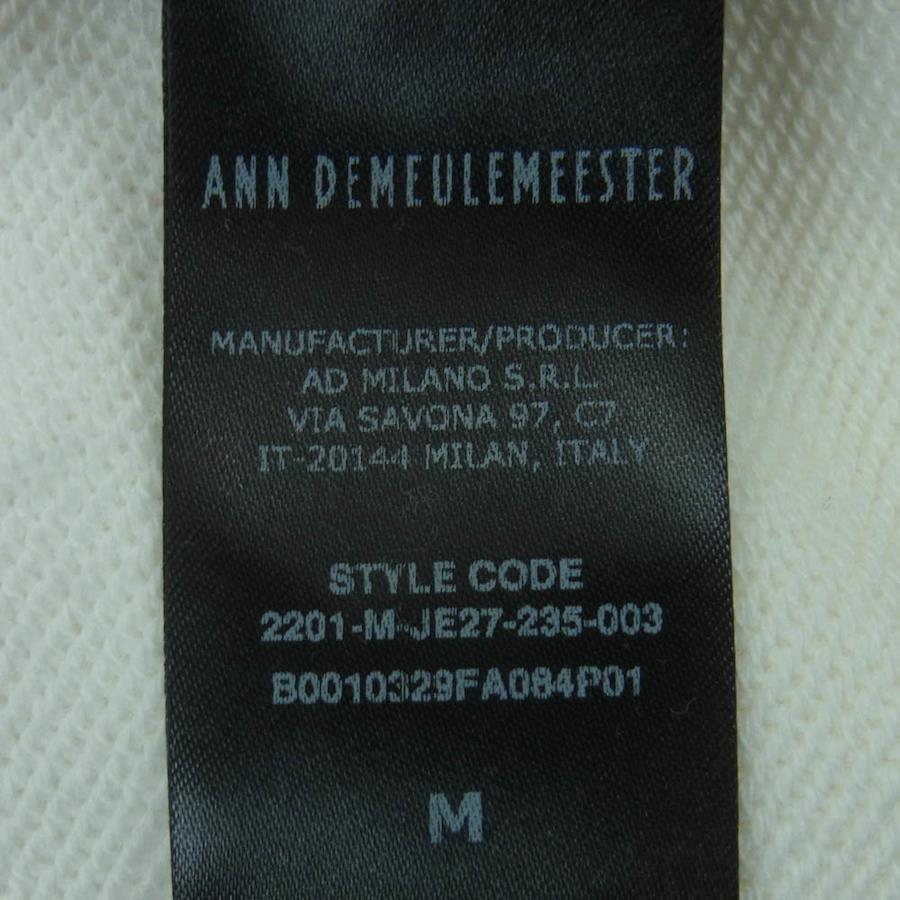 ANN DEMEULEMEESTER
MANUFACTURER/PRODUCER:
AD MILANO S.R.L.
VIA SAVONA 97, C7
IT-20144 MILAN, ITALY
STYLE CODE
2201-M-JE27-235-003
B0010329FA084P01
M